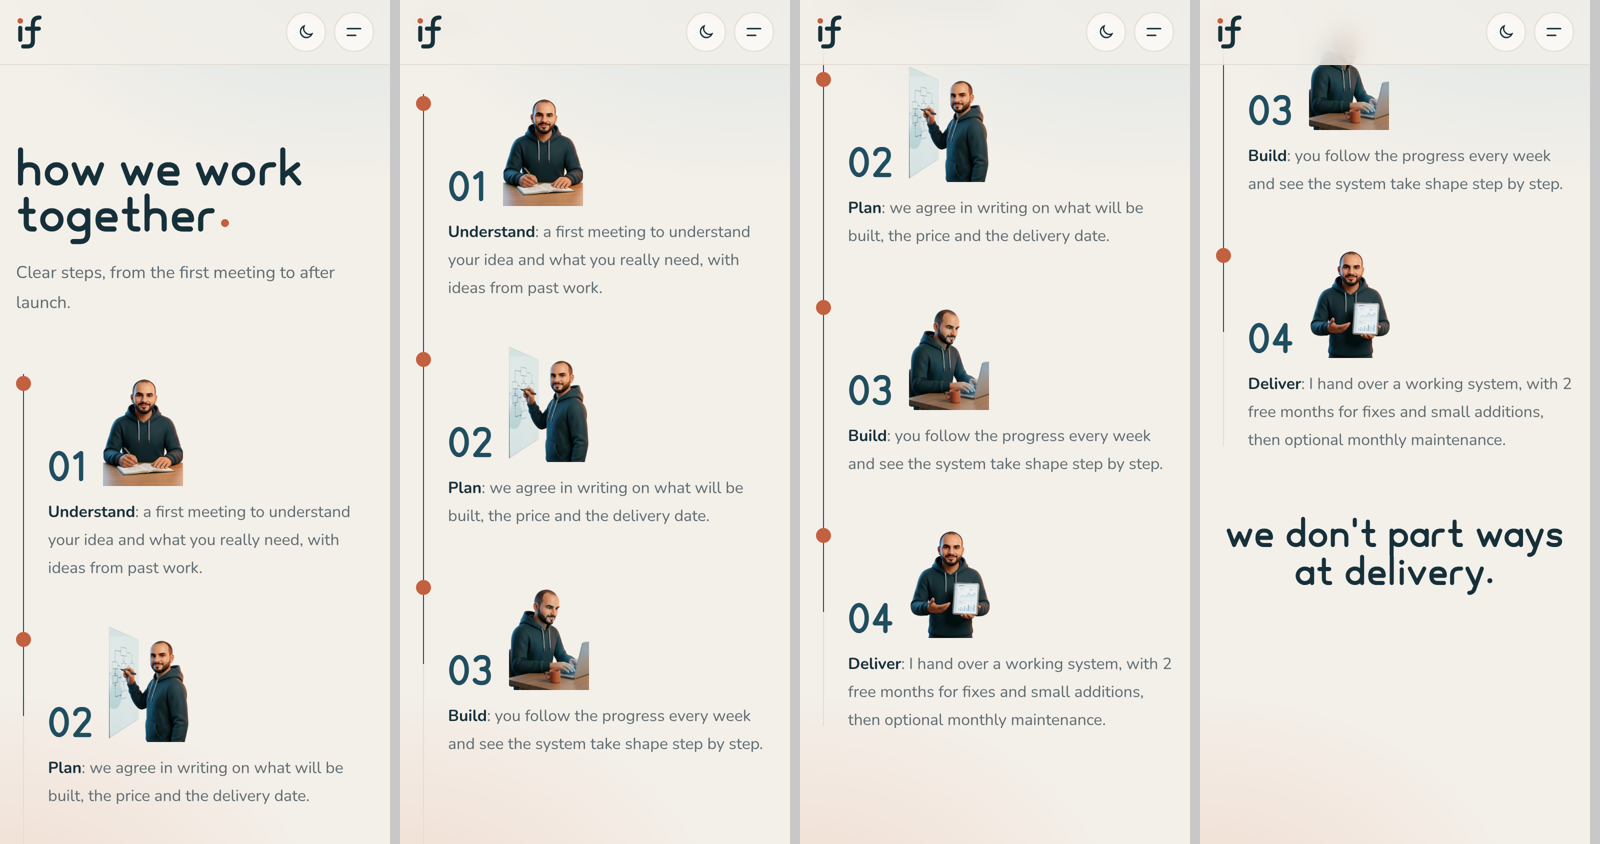 if
how we work
together.
Clear steps, from the first meeting to after
launch.
01
Understand: a first meeting to understand
your idea and what you really need, with
ideas from past work.
02
Plan: we agree in writing on what will be
built, the price and the delivery date.
if
01
Understand: a first meeting to understand
your idea and what you really need, with
ideas from past work.
02
Plan: we agree in writing on what will be
built, the price and the delivery date.
03
Build: you follow the progress every week
and see the system take shape step by step.
if
02
Plan: we agree in writing on what will be
built, the price and the delivery date.
03
Build: you follow the progress every week
and see the system take shape step by step.
04
Deliver: I hand over a working system, with 2
free months for fixes and small additions,
then optional monthly maintenance.
if
03
Build: you follow the progress every week
and see the system take shape step by step.
04
Deliver: I hand over a working system, with 2
free months for fixes and small additions,
then optional monthly maintenance.
we don't part ways
at delivery.